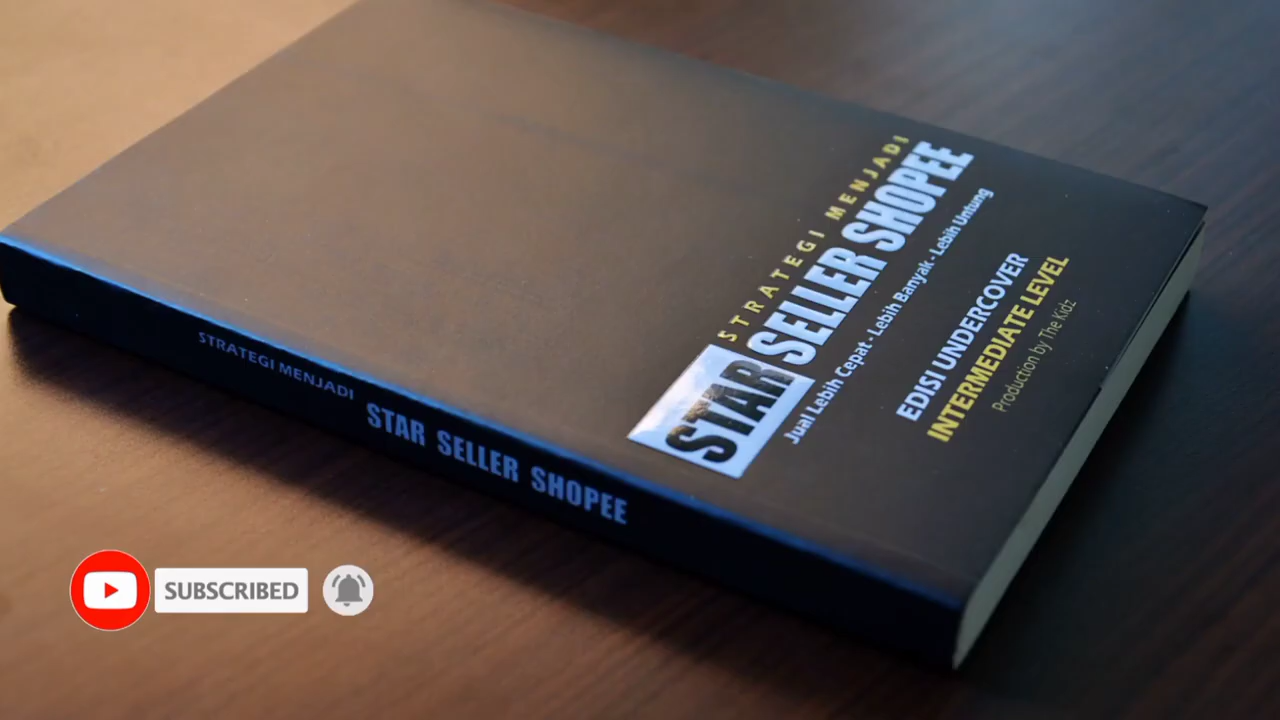 STRATEGI MENJADI
STAR SELLER SHOPEE
Jual Lebih Cepat - Lebih Banyak - Lebih Untung
EDISI UNDERCOVER
INTERMEDIATE LEVEL
Production by The Kidz
STRATEGI MENJADI
STAR SELLER SHOPEE
SUBSCRIBED